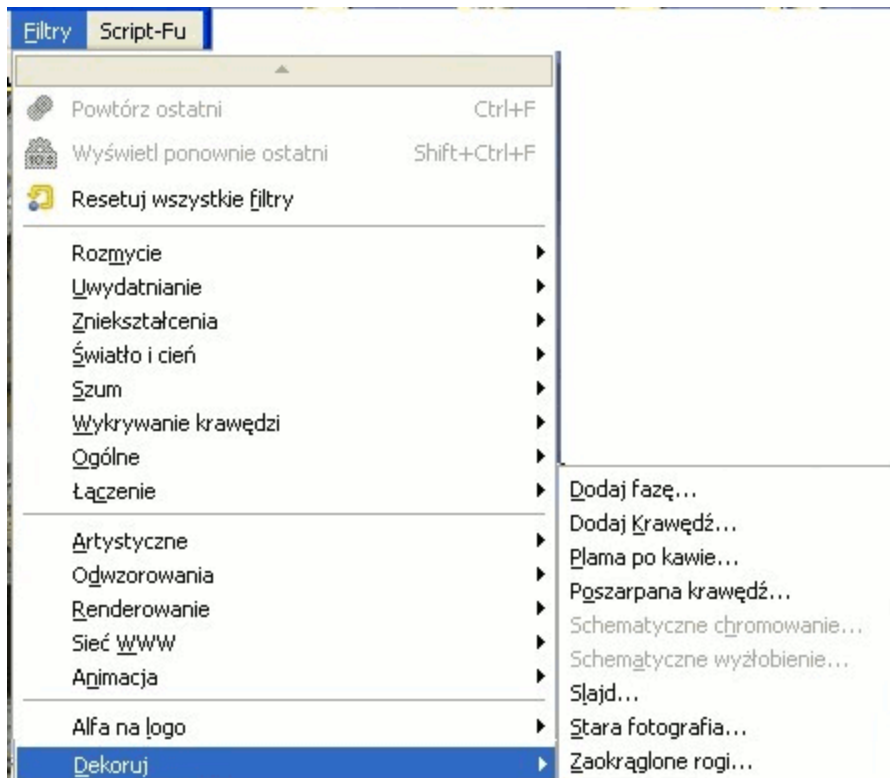 Filtry Script-Fu
Powtórz ostatni Ctrl+F
Wyświetl ponownie ostatni Shift+Ctrl+F
Resetuj wszystkie filtry
Rozmycie
Uwydatnianie
Zniekształcenia
Światło i cień
Szum
Wykrywanie krawędzi
Ogólne
Łączenie
Artystyczne
Odwzorowania
Renderowanie
Sieć WWW
Animacja
Alfa na logo
Dekoruj
Dodaj fazę...
Dodaj Krawędź...
Plama po kawie...
Poszarpana krawędź...
Schematyczne chromowanie...
Schematyczne wyżłobienie...
Slajd...
Stara fotografia...
Zaokrąglone rogi...